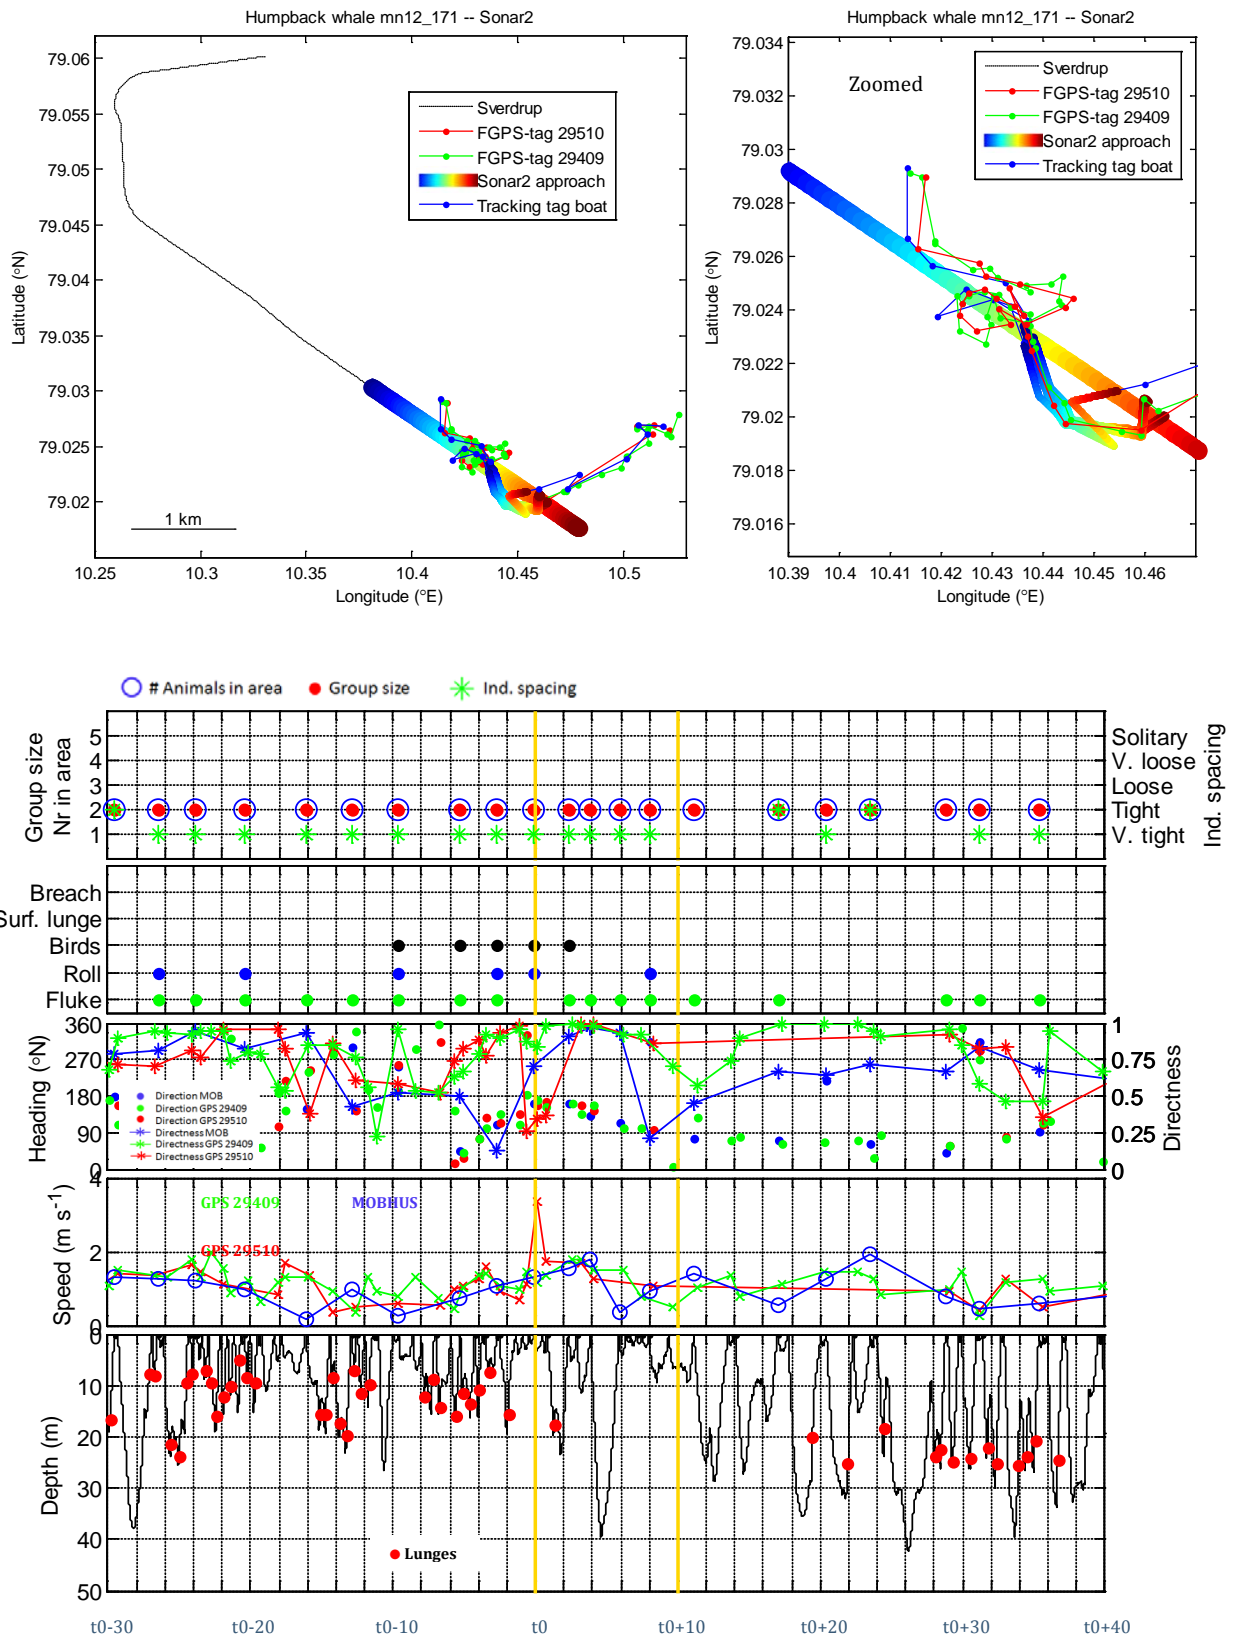 Humpback whale mn12_171 -- Sonar2
79.06
79.055
79.05
79.045
79.04
79.035
79.03
79.025
79.02
Latitude (°N)
Sverdrup
FGPS-tag 29510
FGPS-tag 29409
Sonar2 approach
Tracking tag boat
1 km
10.25
10.3
10.35
10.4
10.45
10.5
Longitude (°E)
Humpback whale mn12_171 -- Sonar2
79.034
79.032
79.03
79.028
79.026
79.024
79.022
79.02
79.018
79.016
Latitude (°N)
Zoomed
Sverdrup
FGPS-tag 29510
FGPS-tag 29409
Sonar2 approach
Tracking tag boat
10.39
10.4
10.41
10.42
10.43
10.44
10.45
10.46
Longitude (°E)
# Animals in area
Group size
Ind. spacing
Group size
Nr in area
5
4
3
2
1
Solitary
V. loose
Loose
Tight
V. tight
Ind. spacing
Breach
Surf. lunge
Birds
Roll
Fluke
Heading (°N)
360
270
180
90
0
Direction MOB
Direction GPS 29409
Direction GPS 29510
Directness MOB
Directness GPS 29409
Directness GPS 29510
1
0.75
0.5
0.25
0
Directness
Speed (m s-1)
4
2
0
GPS 29409
MOBHUS
GPS 29510
Depth (m)
0
10
20
30
40
50
Lunges
t0-30
t0-20
t0-10
t0
t0+10
t0+20
t0+30
t0+40